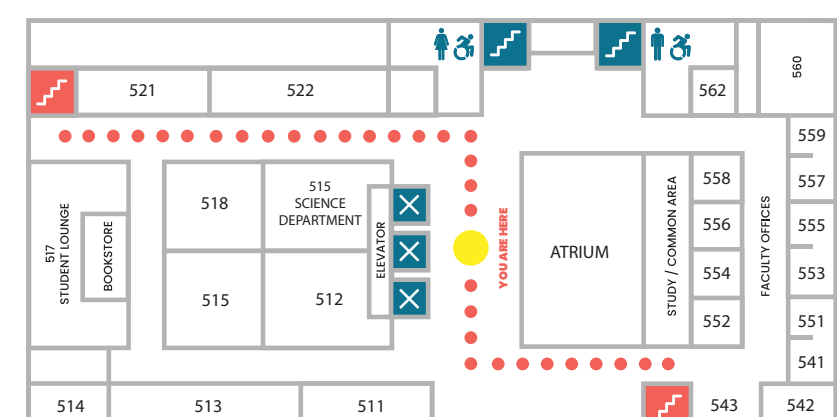 560
521
522
562
559
518
515
SCIENCE
DEPARTMENT
558
557
517
STUDENT LOUNGE
BOOKSTORE
ELEVATOR
YOU ARE HERE
ATRIUM
STUDY / COMMON AREA
556
FACULTY OFFICES
555
515
512
554
553
552
551
541
514
513
511
543
542